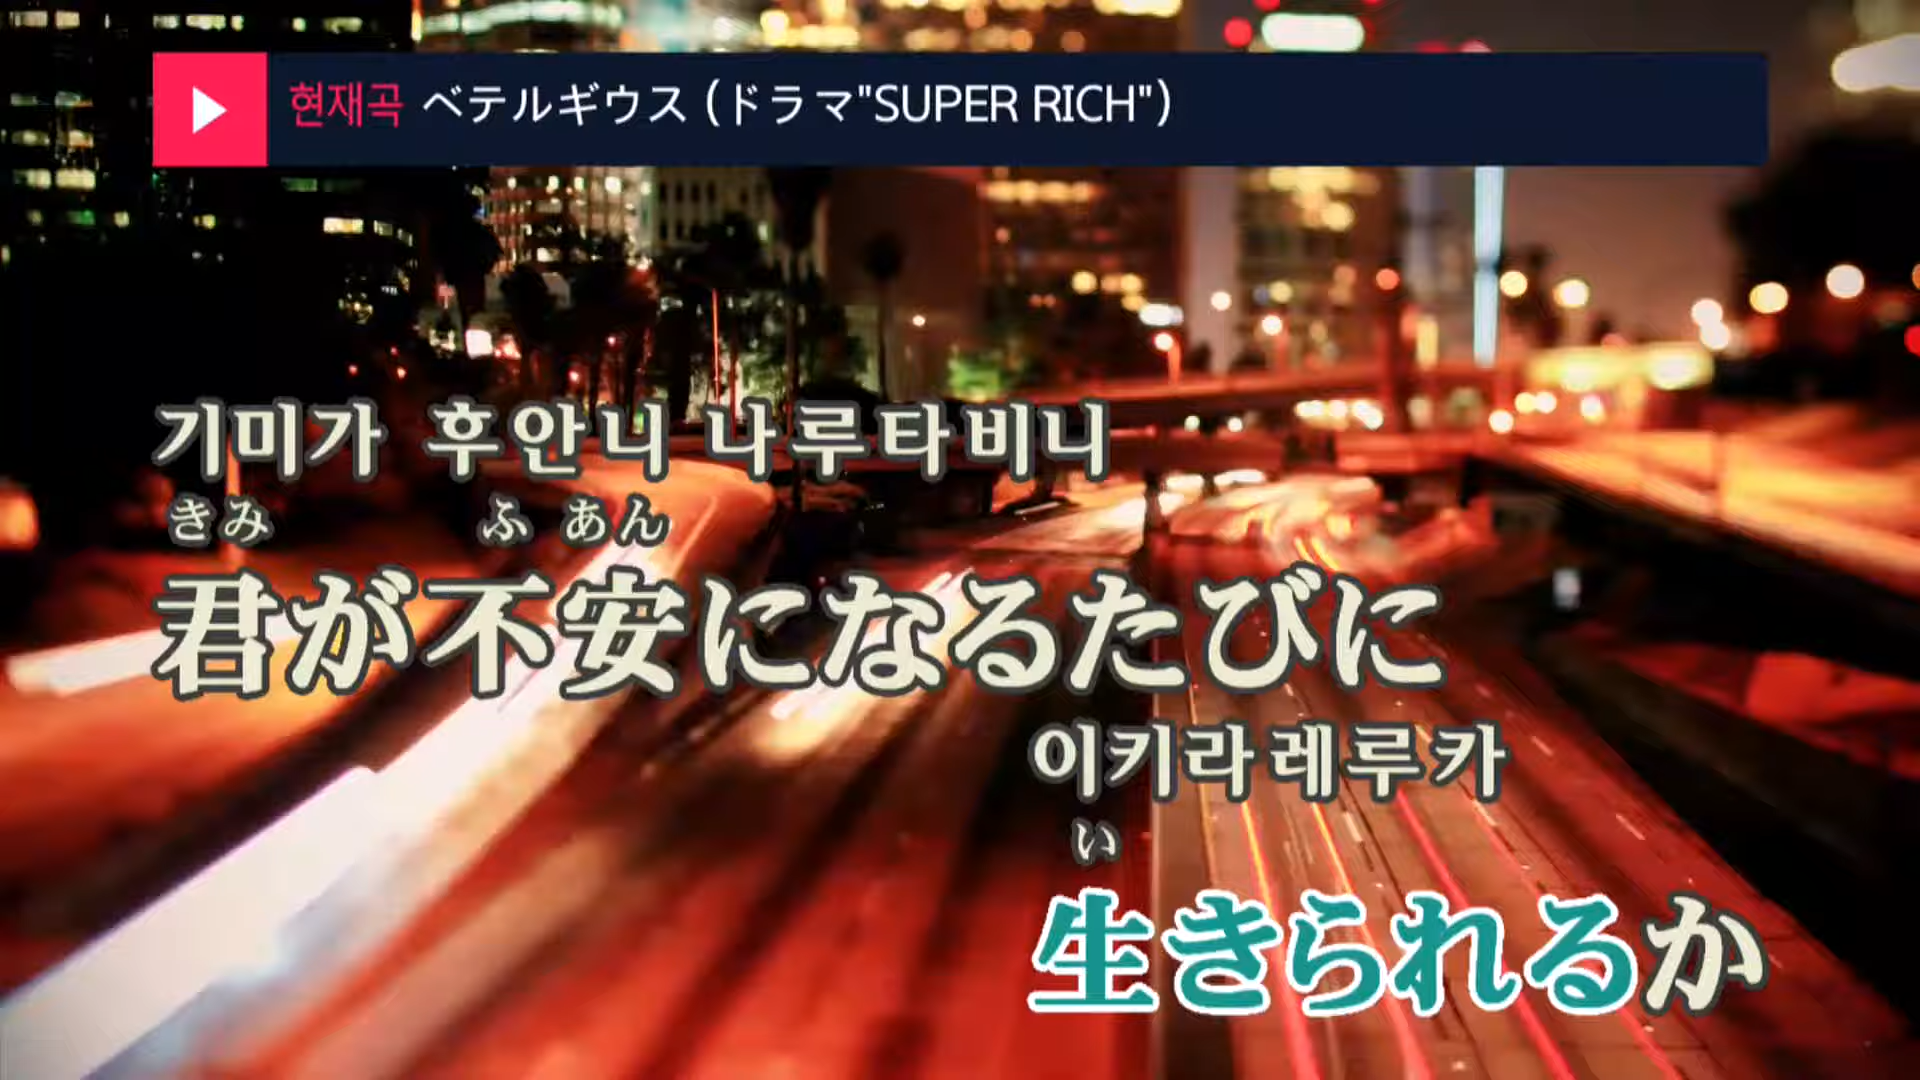 현재곡 ベテルギウス (ドラマ"SUPER RICH")
기미가 후안니 나루타비니
きみ ふ あん
君が不安になるたびに
이키라레루카
い
生きられるか